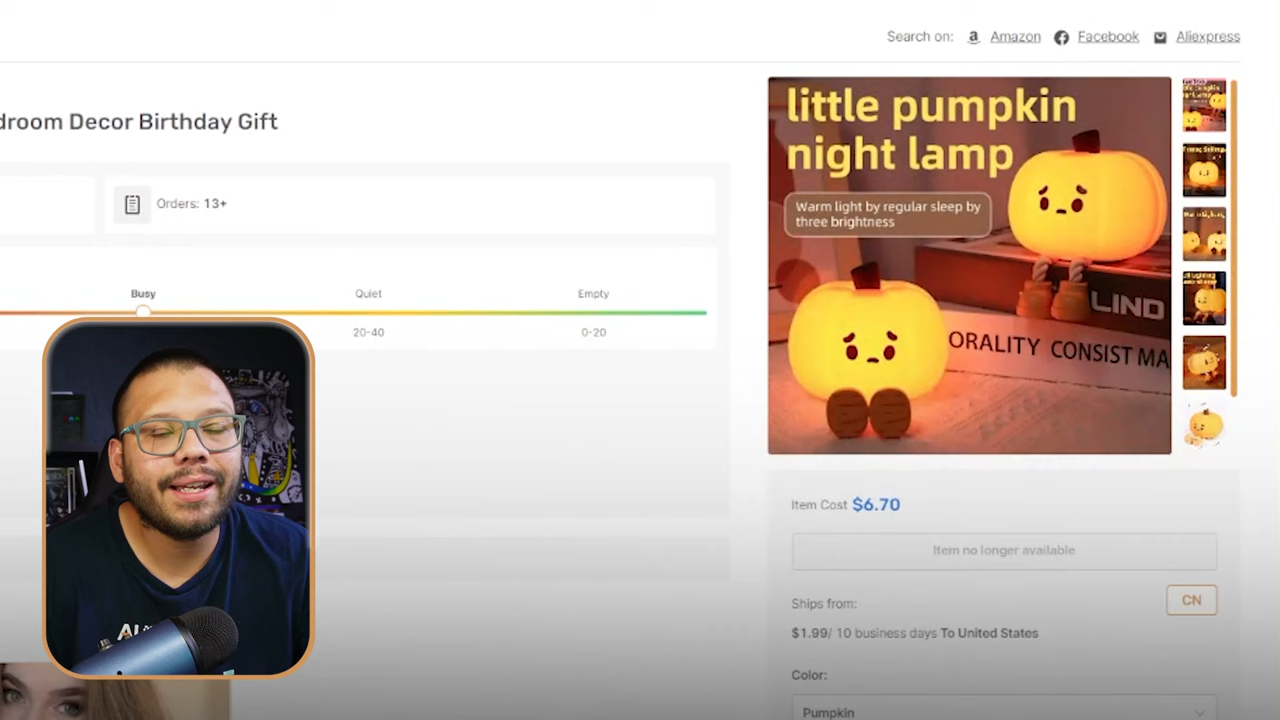 Search on: Amazon Facebook Aliexpress
droom Decor Birthday Gift
Orders: 13+
Busy Quiet Empty
20-40 0-20
little pumpkin
night lamp
Warm light by regular sleep by
three brightness
LIND
ORALITY CONSIST MA
Item Cost $6.70
Item no longer available
Ships from: CN
$1.99/ 10 business days To United States
Color:
Pumpkin